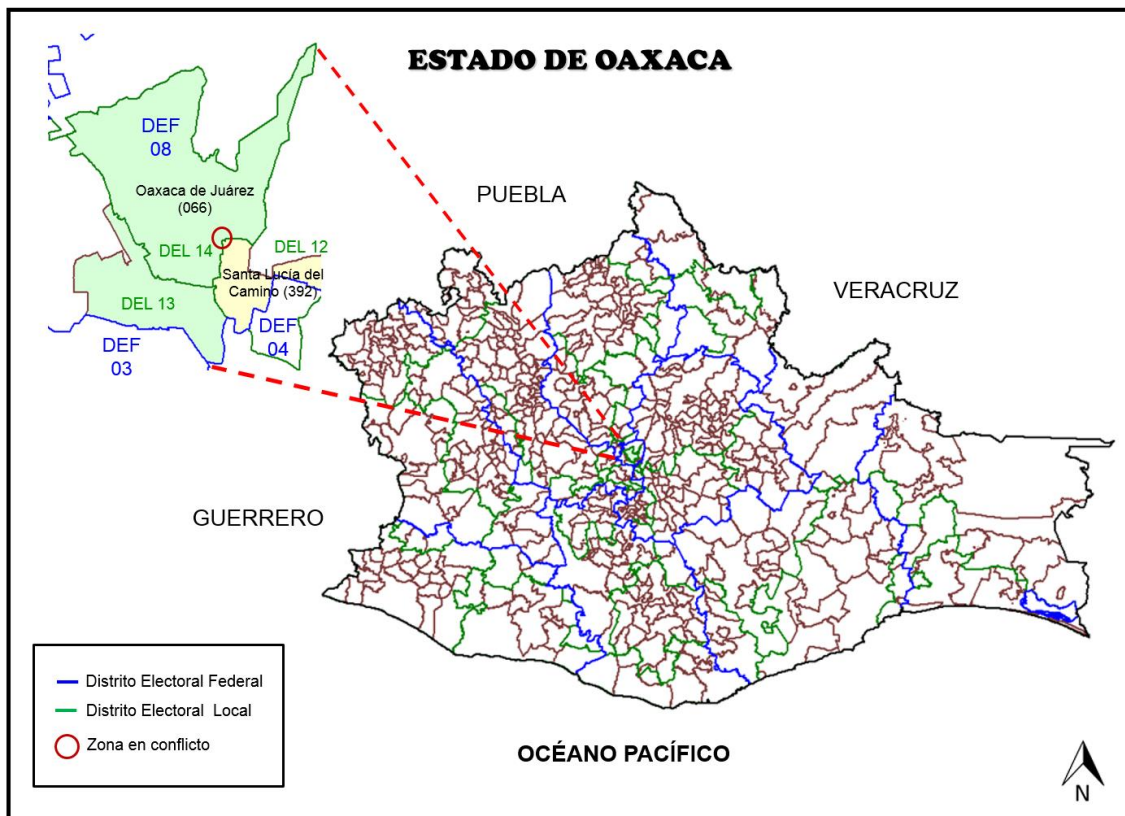 ESTADO DE OAXACA
DEF
08
Oaxaca de Juárez
(066)
DEL 14
DEL 12
Santa Lucía del
Camino (392)
DEL 13
DEF
04
DEF
03
PUEBLA
VERACRUZ
GUERRERO
Distrito Electoral Federal
Distrito Electoral Local
Zona en conflicto
OCÉANO PACÍFICO
N